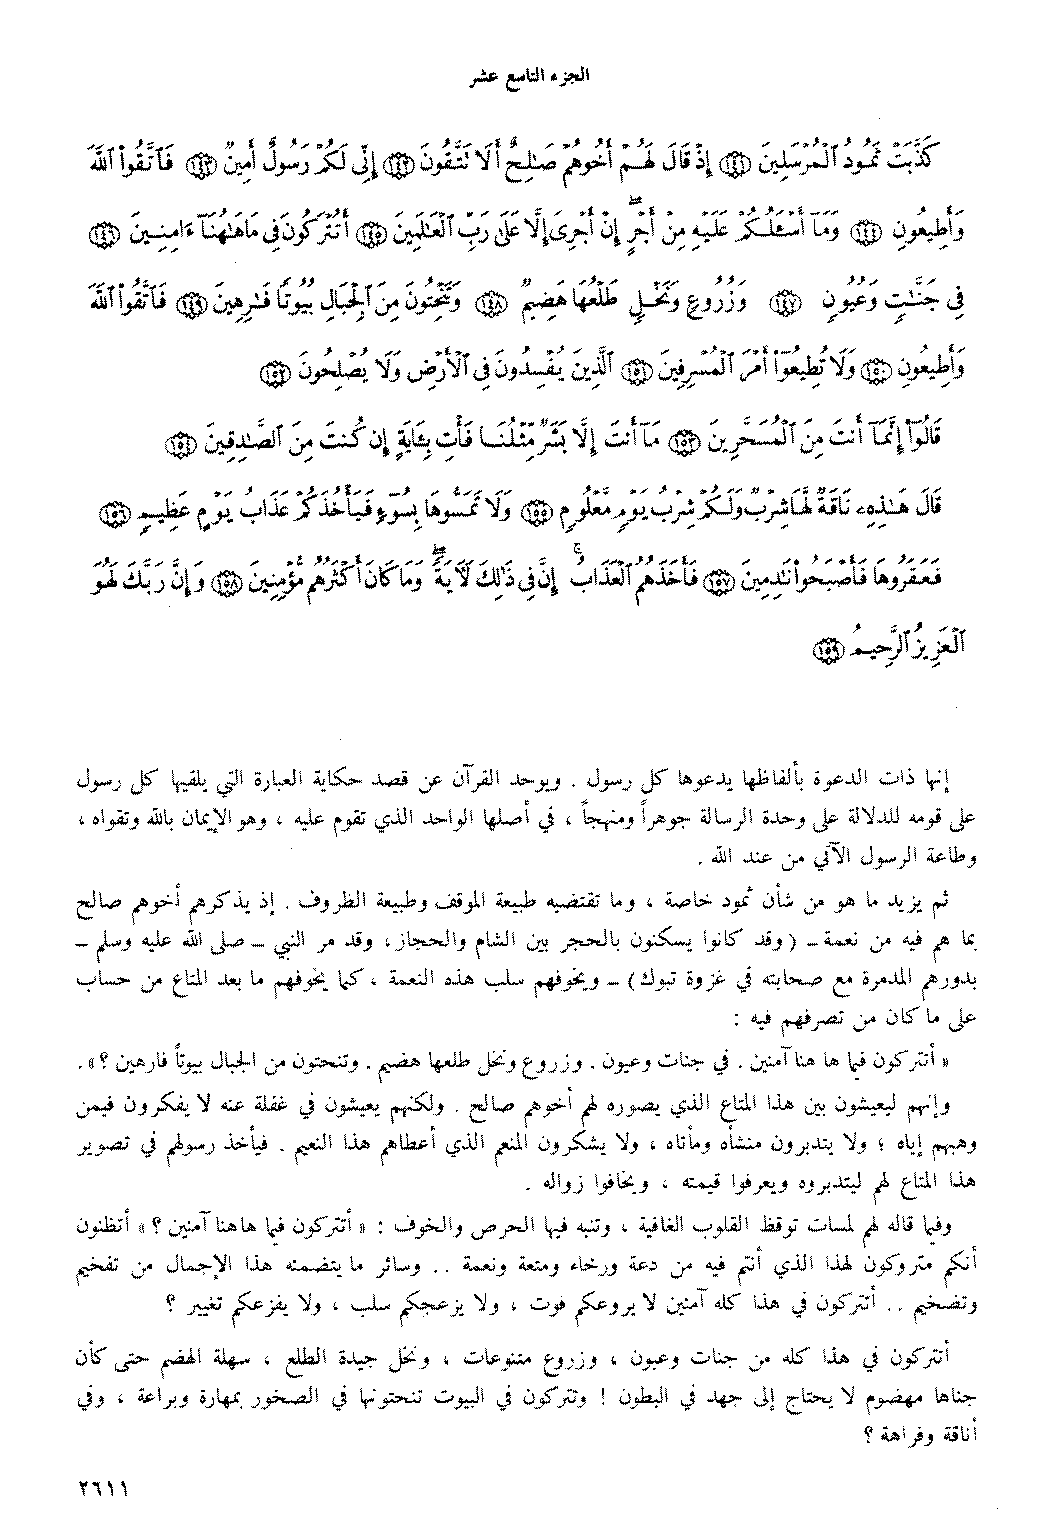 الجزء التاسع عشر
كَذَّبَتْ ثَمُودُ ٱلْمُرْسَلِينَ ﴿١٤١﴾ إِذْ قَالَ لَهُمْ أَخُوهُمْ صَـٰلِحٌ أَلَا تَتَّقُونَ ﴿١٤٢﴾ إِنِّى لَكُمْ رَسُولٌ أَمِينٌ ﴿١٤٣﴾ فَٱتَّقُوا۟ ٱللَّهَ
وَأَطِيعُونِ ﴿١٤٤﴾ وَمَآ أَسْـَٔلُكُمْ عَلَيْهِ مِنْ أَجْرٍ ۖ إِنْ أَجْرِىَ إِلَّا عَلَىٰ رَبِّ ٱلْعَـٰلَمِينَ ﴿١٤٥﴾ أَتُتْرَكُونَ فِى مَا هَـٰهُنَآ ءَامِنِينَ ﴿١٤٦﴾
فِى جَنَّـٰتٍ وَعُيُونٍ ﴿١٤٧﴾ وَزُرُوعٍ وَنَخْلٍ طَلْعُهَا هَضِيمٌ ﴿١٤٨﴾ وَتَنْحِتُونَ مِنَ ٱلْجِبَالِ بُيُوتًا فَـٰرِهِينَ ﴿١٤٩﴾ فَٱتَّقُوا۟ ٱللَّهَ
وَأَطِيعُونِ ﴿١٥٠﴾ وَلَا تُطِيعُوٓا۟ أَمْرَ ٱلْمُسْرِفِينَ ﴿١٥١﴾ ٱلَّذِينَ يُفْسِدُونَ فِى ٱلْأَرْضِ وَلَا يُصْلِحُونَ ﴿١٥٢﴾
قَالُوٓا۟ إِنَّمَآ أَنتَ مِنَ ٱلْمُسَحَّرِينَ ﴿١٥٣﴾ مَآ أَنتَ إِلَّا بَشَرٌ مِّثْلُنَا فَأْتِ بِـَٔايَةٍ إِن كُنتَ مِنَ ٱلصَّـٰدِقِينَ ﴿١٥٤﴾
قَالَ هَـٰذِهِۦ نَاقَةٌ لَّهَا شِرْبٌ وَلَكُمْ شِرْبُ يَوْمٍ مَّعْلُومٍ ﴿١٥٥﴾ وَلَا تَمَسُّوهَا بِسُوٓءٍ فَيَأْخُذَكُمْ عَذَابُ يَوْمٍ عَظِيمٍ ﴿١٥٦﴾
فَعَقَرُوهَا فَأَصْبَحُوا۟ نَـٰدِمِينَ ﴿١٥٧﴾ فَأَخَذَهُمُ ٱلْعَذَابُ ۚ إِنَّ فِى ذَٰلِكَ لَـَٔايَةً ۖ وَمَا كَانَ أَكْثَرُهُم مُّؤْمِنِينَ ﴿١٥٨﴾ وَإِنَّ رَبَّكَ لَهُوَ
ٱلْعَزِيزُ ٱلرَّحِيمُ ﴿١٥٩﴾
إنها ذات الدعوة بألفاظها يدعوها كل رسول . ويوحد القرآن عن قصد حكاية العبارة التي يلقيها كل رسول
على قومه للدلالة على وحدة الرسالة جوهراً ومنهجاً ، في أصلها الواحد الذي تقوم عليه ، وهو الإيمان بالله وتقواه ،
وطاعة الرسول الآتي من عند الله .
ثم يزيد ما هو من شأن ثمود خاصة ، وما تقتضيه طبيعة الموقف وطبيعة الظروف . إذ يذكرهم أخوهم صالح
بما هم فيه من نعمة – ( وقد كانوا يسكنون بالحجر بين الشام والحجاز ، وقد مر النبي – صلى الله عليه وسلم –
بدورهم المدمرة مع صحابته في غزوة تبوك ) – ويخوفهم سلب هذه النعمة ، كما يخوفهم ما بعد المتاع من حساب
على ما كان من تصرفهم فيه :
« أتتركون فيما ها هنا آمنين . في جنات وعيون . وزروع ونخل طلعها هضيم . وتنحتون من الجبال بيوتاً فارهين ؟ » .
وإنهم ليعيشون بين هذا المتاع الذي يصوره لهم أخوهم صالح . ولكنهم يعيشون في غفلة عنه لا يفكرون فيمن
وهبهم إياه ؛ ولا يتدبرون منشأه ومأتاه ، ولا يشكرون المنعم الذي أعطاهم هذا النعيم . فيأخذ رسولهم في تصوير
هذا المتاع لهم ليتدبروه ويعرفوا قيمته ، ويخافوا زواله .
وفيما قاله لهم لمسات توقظ القلوب الغافية ، وتنبه فيها الحرص والخوف : « أتتركون فيما هاهنا آمنين ؟ » أتظنون
أنكم متروكون لهذا الذي أنتم فيه من دعة ورخاء ومتعة ونعمة .. وسائر ما يتضمنه هذا الإجمال من تفخيم
وتضخيم .. أتتركون في هذا كله آمنين لا يروعكم فوت ، ولا يزعجكم سلب ، ولا يفزعكم تغيير ؟
أتتركون في هذا كله من جنات وعيون ، وزروع متنوعات ، ونخل جيدة الطلع ، سهلة الهضم حتى كأن
جناها مهضوم لا يحتاج إلى جهد في البطون ! وتتركون في البيوت تنحتونها في الصخور بمهارة وبراعة ، وفي
أناقة وفراهة ؟
٢٦١١